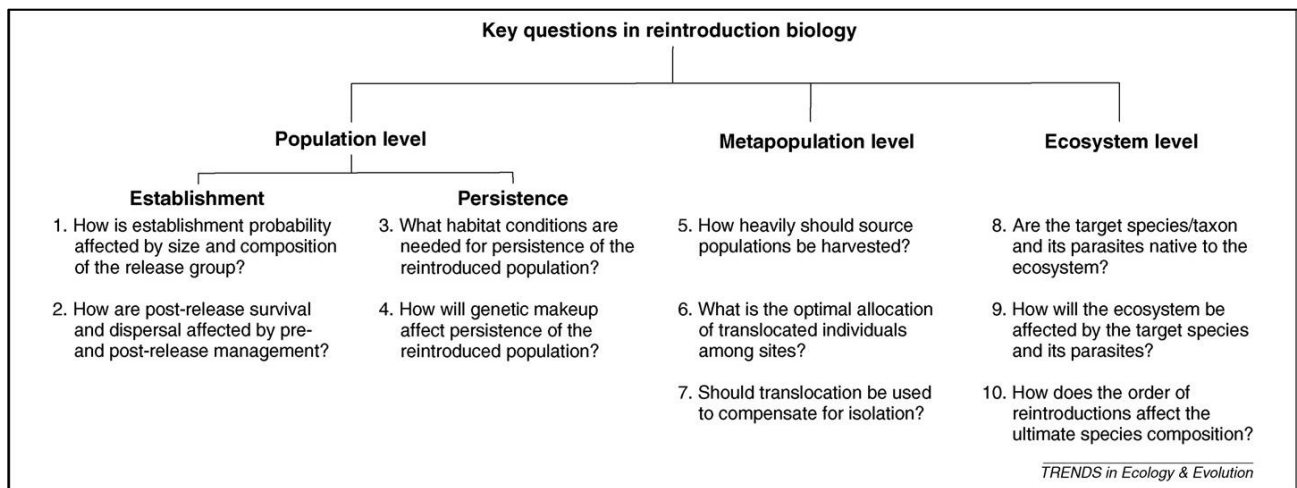 Key questions in reintroduction biology
Population level
Establishment
1. How is establishment probability
affected by size and composition
of the release group?
2. How are post-release survival
and dispersal affected by pre-
and post-release management?
Persistence
3. What habitat conditions are
needed for persistence of the
reintroduced population?
4. How will genetic makeup
affect persistence of the
reintroduced population?
Metapopulation level
5. How heavily should source
populations be harvested?
6. What is the optimal allocation
of translocated individuals
among sites?
7. Should translocation be used
to compensate for isolation?
Ecosystem level
8. Are the target species/taxon
and its parasites native to the
ecosystem?
9. How will the ecosystem be
affected by the target species
and its parasites?
10. How does the order of
reintroductions affect the
ultimate species composition?
TRENDS in Ecology & Evolution